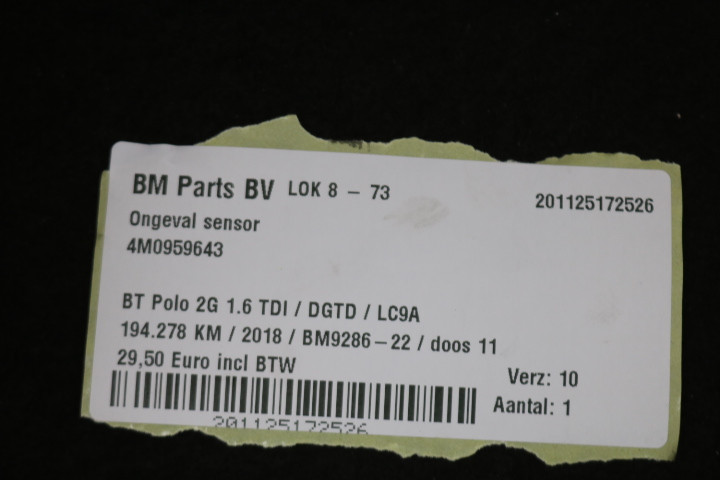 BM Parts BV LOK 8 - 73
201125172526
Ongeval sensor
4M0959643
BT Polo 2G 1.6 TDI / DGTD / LC9A
194.278 KM / 2018 / BM9286-22 / doos 11
29,50 Euro incl BTW
Verz: 10
Aantal: 1
201125172526